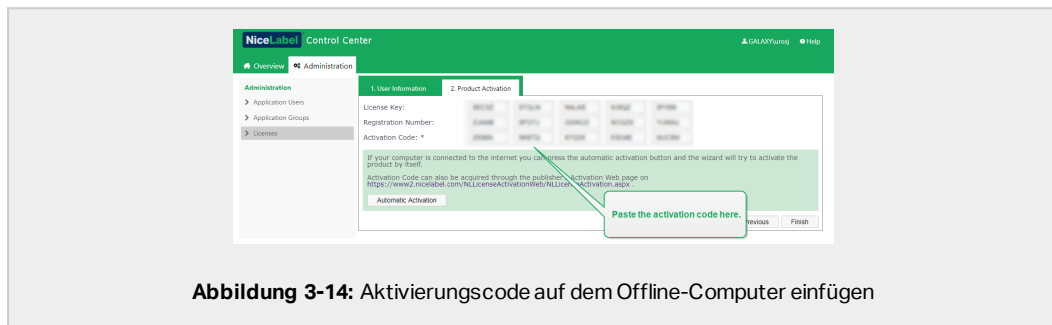 NiceLabel Control Center
GALAXY\urosj Help
Overview Administration
Administration
Application Users
Application Groups
Licenses
1. User Information 2. Product Activation
License Key:
Registration Number:
Activation Code: *
If your computer is connected to the internet you can press the automatic activation button and the wizard will try to activate the
product by itself.
Activation Code can also be acquired through the publisher Activation Web page on
https://www2.nicelabel.com/NLLicenseActivationWeb/NLLicenseActivation.aspx .
Automatic Activation
Paste the activation code here.
Previous Finish
Abbildung 3-14: Aktivierungscode auf dem Offline-Computer einfügen